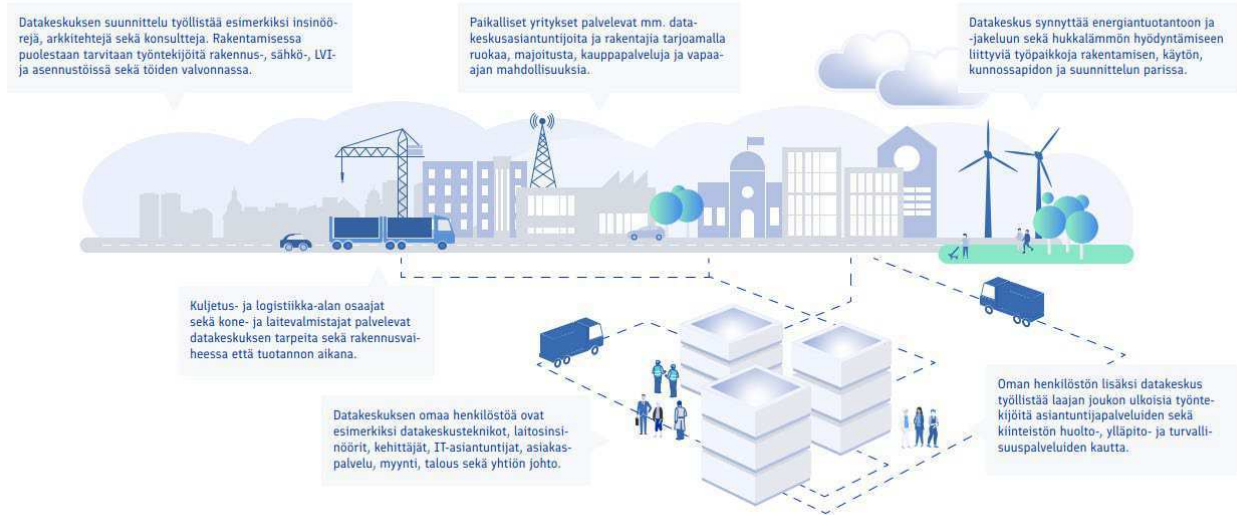 Datakeskuksen suunnittelu työllistää esimerkiksi insinöö-
rejä, arkkitehtejä sekä konsultteja. Rakentamisessa
puolestaan tarvitaan työntekijöitä rakennus-, sähkö-, LVI-
ja asennustöissä sekä töiden valvonnassa.
Paikalliset yritykset palvelevat mm. data-
keskusasiantuntijoita ja rakentajia tarjoamalla
ruokaa, majoitusta, kauppapalveluja ja vapaa-
ajan mahdollisuuksia.
Datakeskus synnyttää energiantuotantoon ja
-jakeluun sekä hukkalämmön hyödyntämiseen
liittyviä työpaikkoja rakentamisen, käytön,
kunnossapidon ja suunnittelun parissa.
Kuljetus- ja logistiikka-alan osaajat
sekä kone- ja laitevalmistajat palvelevat
datakeskuksen tarpeita sekä rakennusvai-
heessa että tuotannon aikana.
Datakeskuksen omaa henkilöstöä ovat
esimerkiksi datakeskusteknikot, laitosinsi-
nöörit, kehittäjät, IT-asiantuntijat, asiakas-
palvelu, myynti, talous sekä yhtiön johto.
Oman henkilöstön lisäksi datakeskus
työllistää laajan joukon ulkoisia työnte-
kijöitä asiantuntijapalveluiden sekä
kiinteistön huolto-, ylläpito- ja turvalli-
suuspalveluiden kautta.